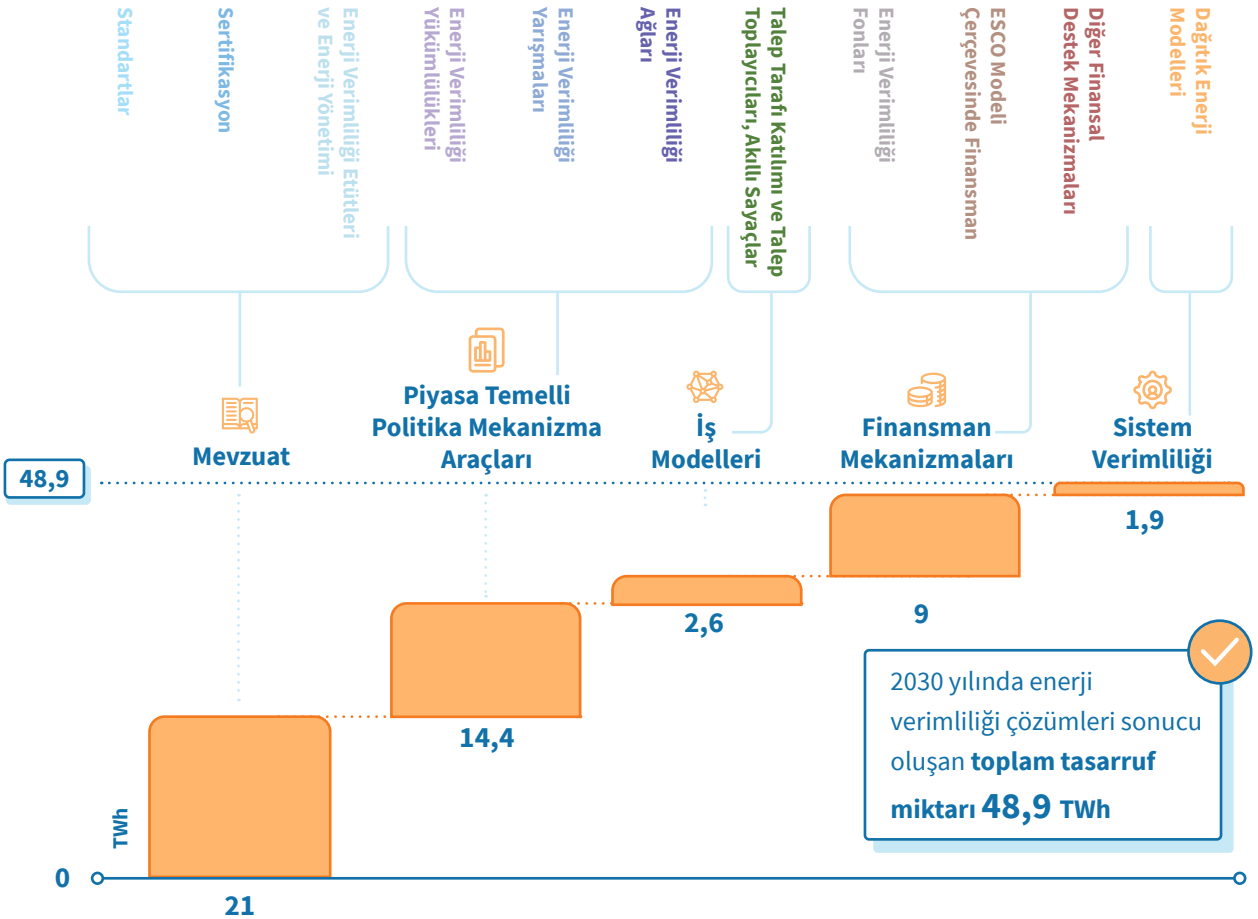 Standartlar
Sertifikasyon
Enerji Verimliliği Etütleri
ve Enerji Yönetimi
Enerji Verimliliği
Yükümlülükleri
Enerji Verimliliği
Yarışmaları
Enerji Verimliliği
Ağları
Talep Tarafı Katılımı ve Talep
Toplayıcıları, Akıllı Sayaçlar
Enerji Verimliliği
Fonları
ESCO Modeli
Çerçevesinde Finansman
Diğer Finansal
Destek Mekanizmaları
Dağıtık Enerji
Modelleri
Mevzuat
Piyasa Temelli
Politika Mekanizma
Araçları
İş
Modelleri
Finansman
Mekanizmaları
Sistem
Verimliliği
48,9
1,9
9
2,6
14,4
21
TWh
0
2030 yılında enerji
verimliliği çözümleri sonucu
oluşan toplam tasarruf
miktarı 48,9 TWh